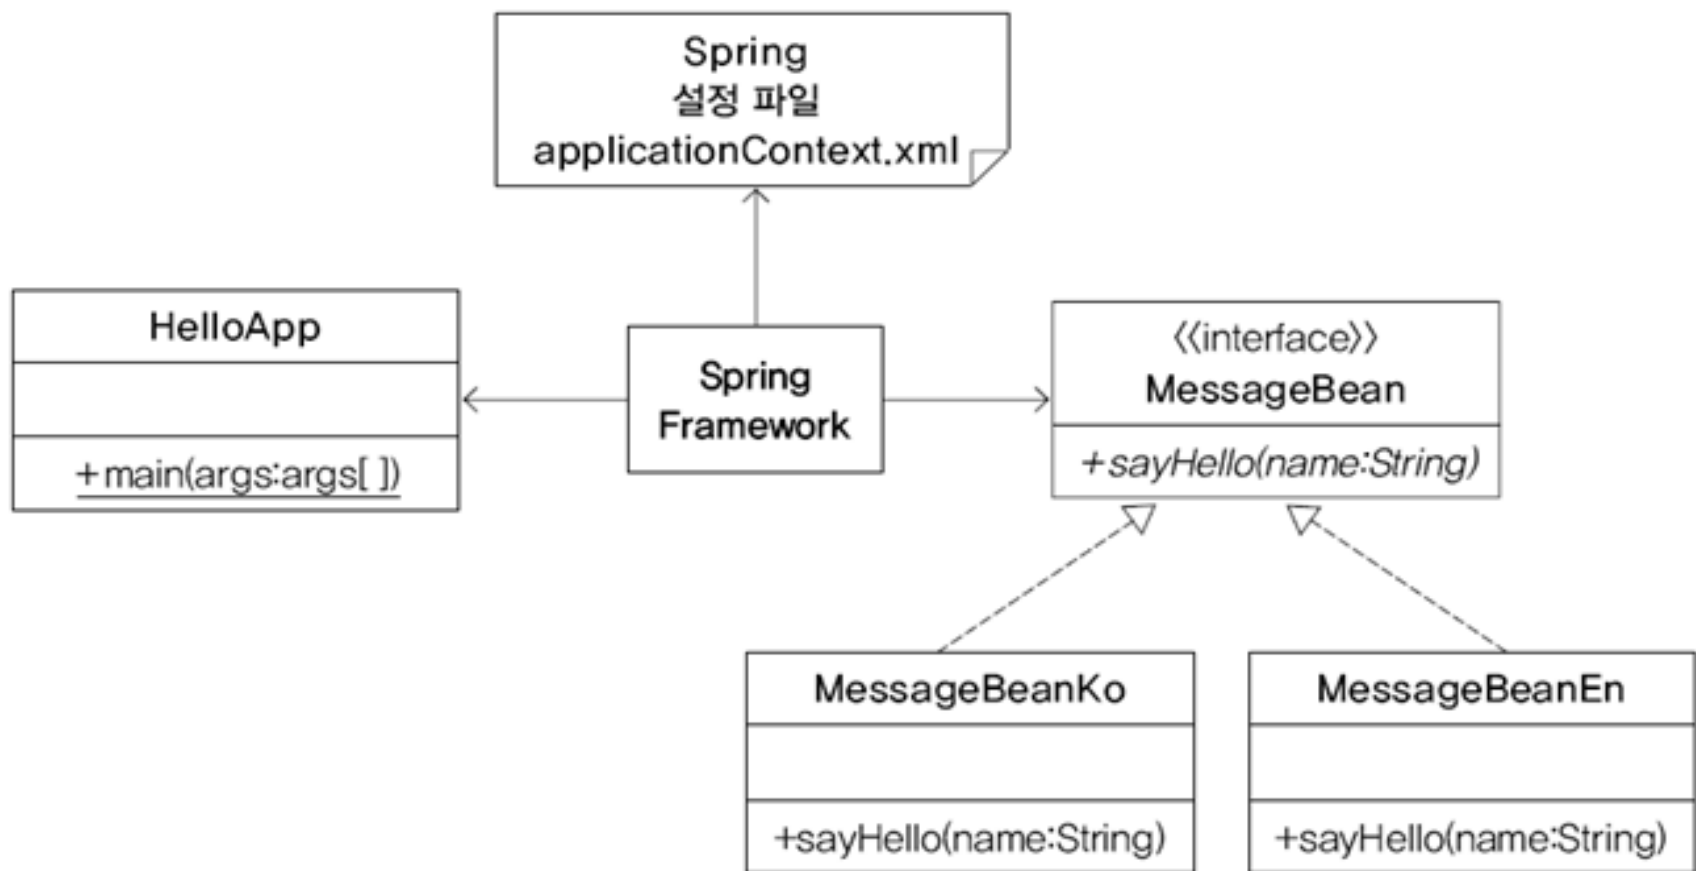 Spring
설정 파일
applicationContext.xml
HelloApp
+main(args:args[ ])
Spring
Framework
《interface》
MessageBean
+sayHello(name:String)
MessageBeanKo
+sayHello(name:String)
MessageBeanEn
+sayHello(name:String)